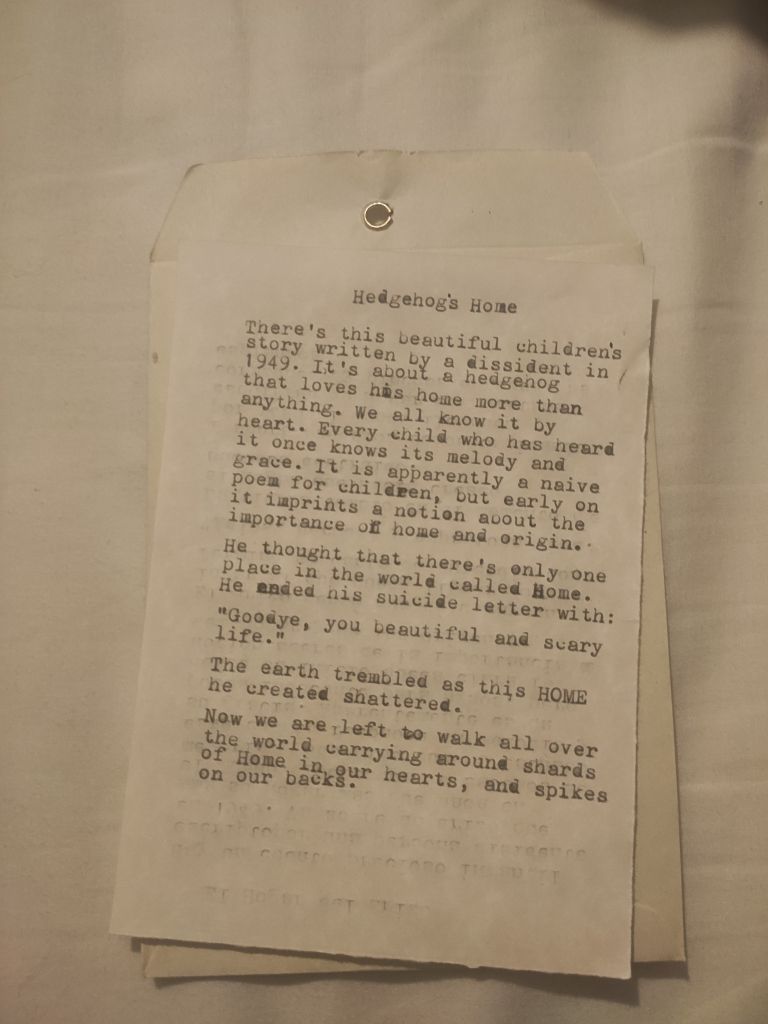 Hedgehog's Home
There's this beautiful children's
story written by a dissident in
1949. It's about a hedgehog
that loves his home more than
anything. We all know it by
heart. Every child who has heard
it once knows its melody and
grace. It is apparently a naive
poem for children, but early on
it imprints a notion about the
importance of home and origin.
He thought that there's only one
place in the world called Home.
He ended his suicide letter with:
"Goodye, you beautiful and scary
life."
The earth trembled as this HOME
he created shattered.
Now we are left to walk all over
the world carrying around shards
of Home in our hearts, and spikes
on our backs.